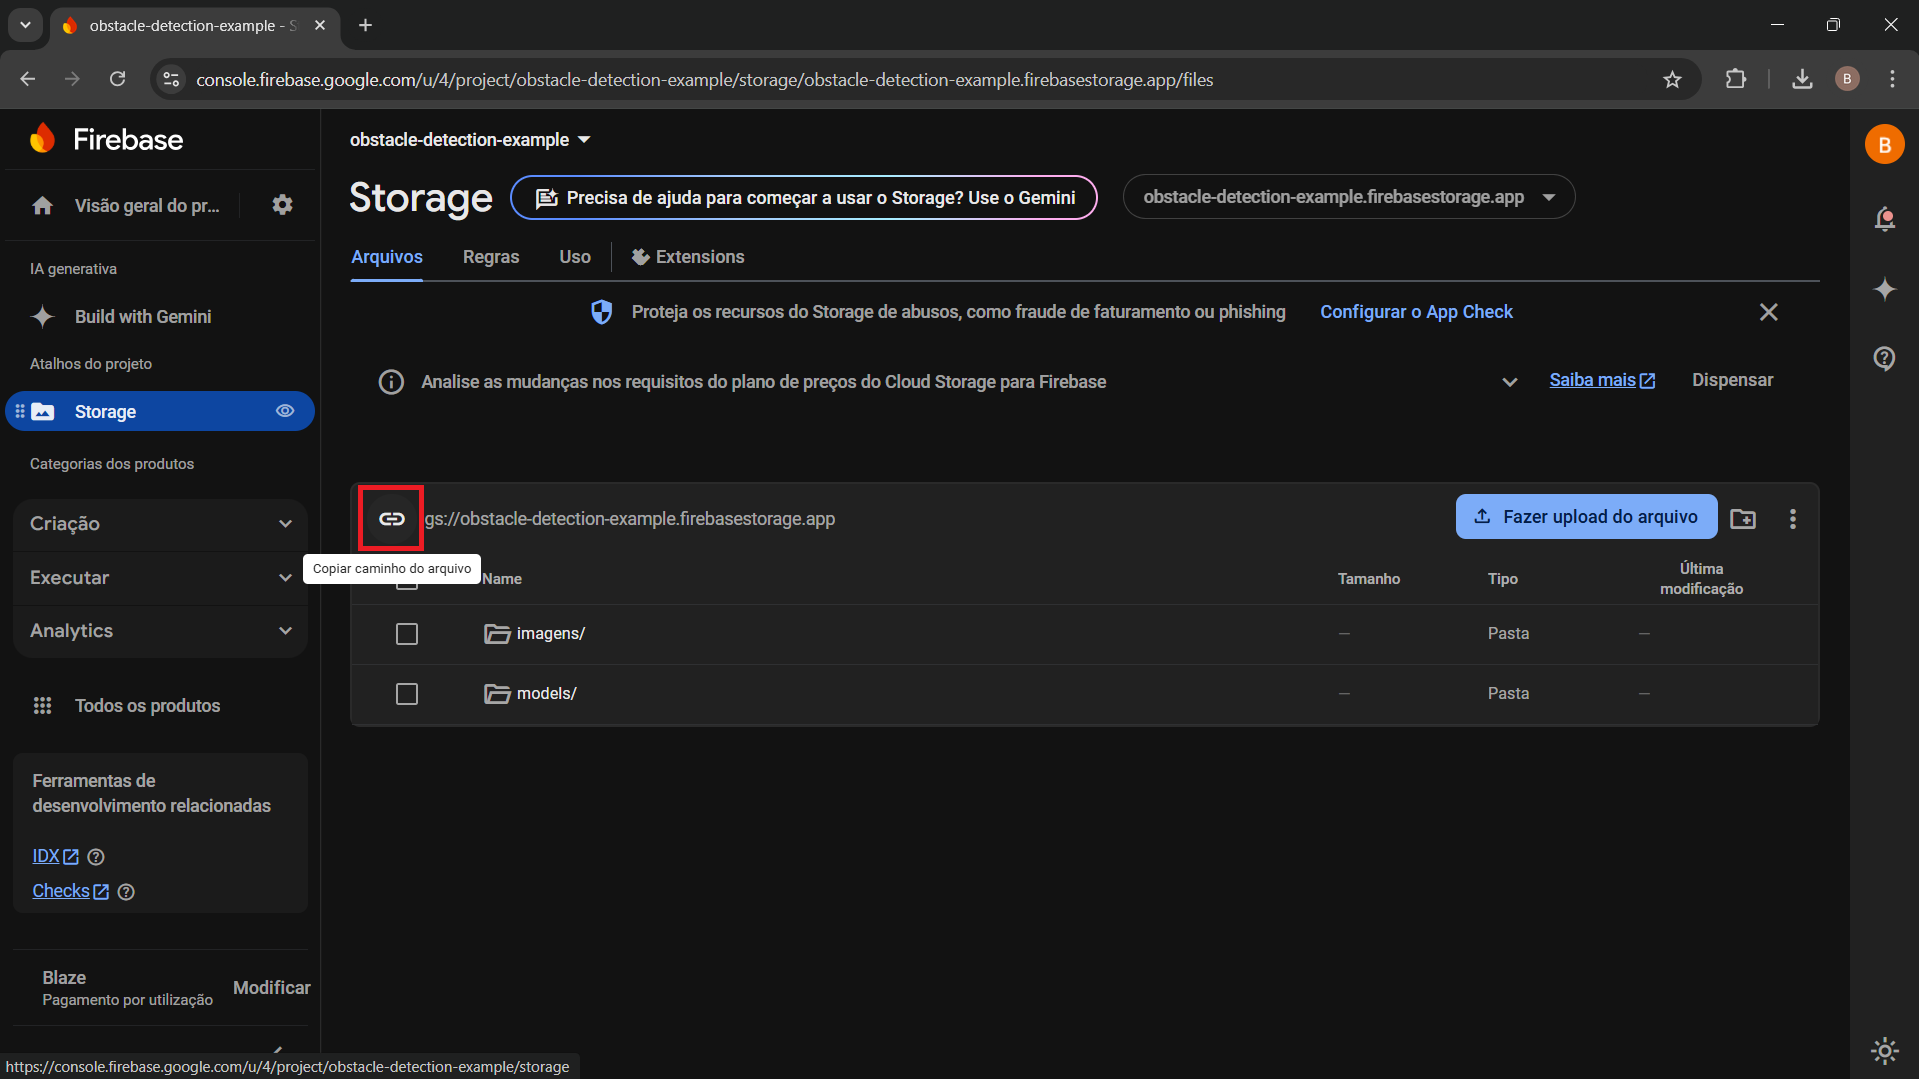 obstacle-detection-example - S
console.firebase.google.com/u/4/project/obstacle-detection-example/storage/obstacle-detection-example.firebasestorage.app/files
B
Firebase
obstacle-detection-example
B
Visão geral do pr...
Storage
Precisa de ajuda para começar a usar o Storage? Use o Gemini
obstacle-detection-example.firebasestorage.app
Arquivos
Regras
Uso
Extensions
IA generativa
Build with Gemini
Proteja os recursos do Storage de abusos, como fraude de faturamento ou phishing
Configurar o App Check
Atalhos do projeto
Analise as mudanças nos requisitos do plano de preços do Cloud Storage para Firebase
Saiba mais
Dispensar
Storage
Categorias dos produtos
Criação
Executar
Analytics
gs://obstacle-detection-example.firebasestorage.app
Fazer upload do arquivo
Copiar caminho do arquivo
Name
Tamanho
Tipo
Última
modificação
imagens/
—
Pasta
—
models/
—
Pasta
—
Todos os produtos
Ferramentas de
desenvolvimento relacionadas
IDX
Checks
Blaze
Pagamento por utilização
Modificar
https://console.firebase.google.com/u/4/project/obstacle-detection-example/storage